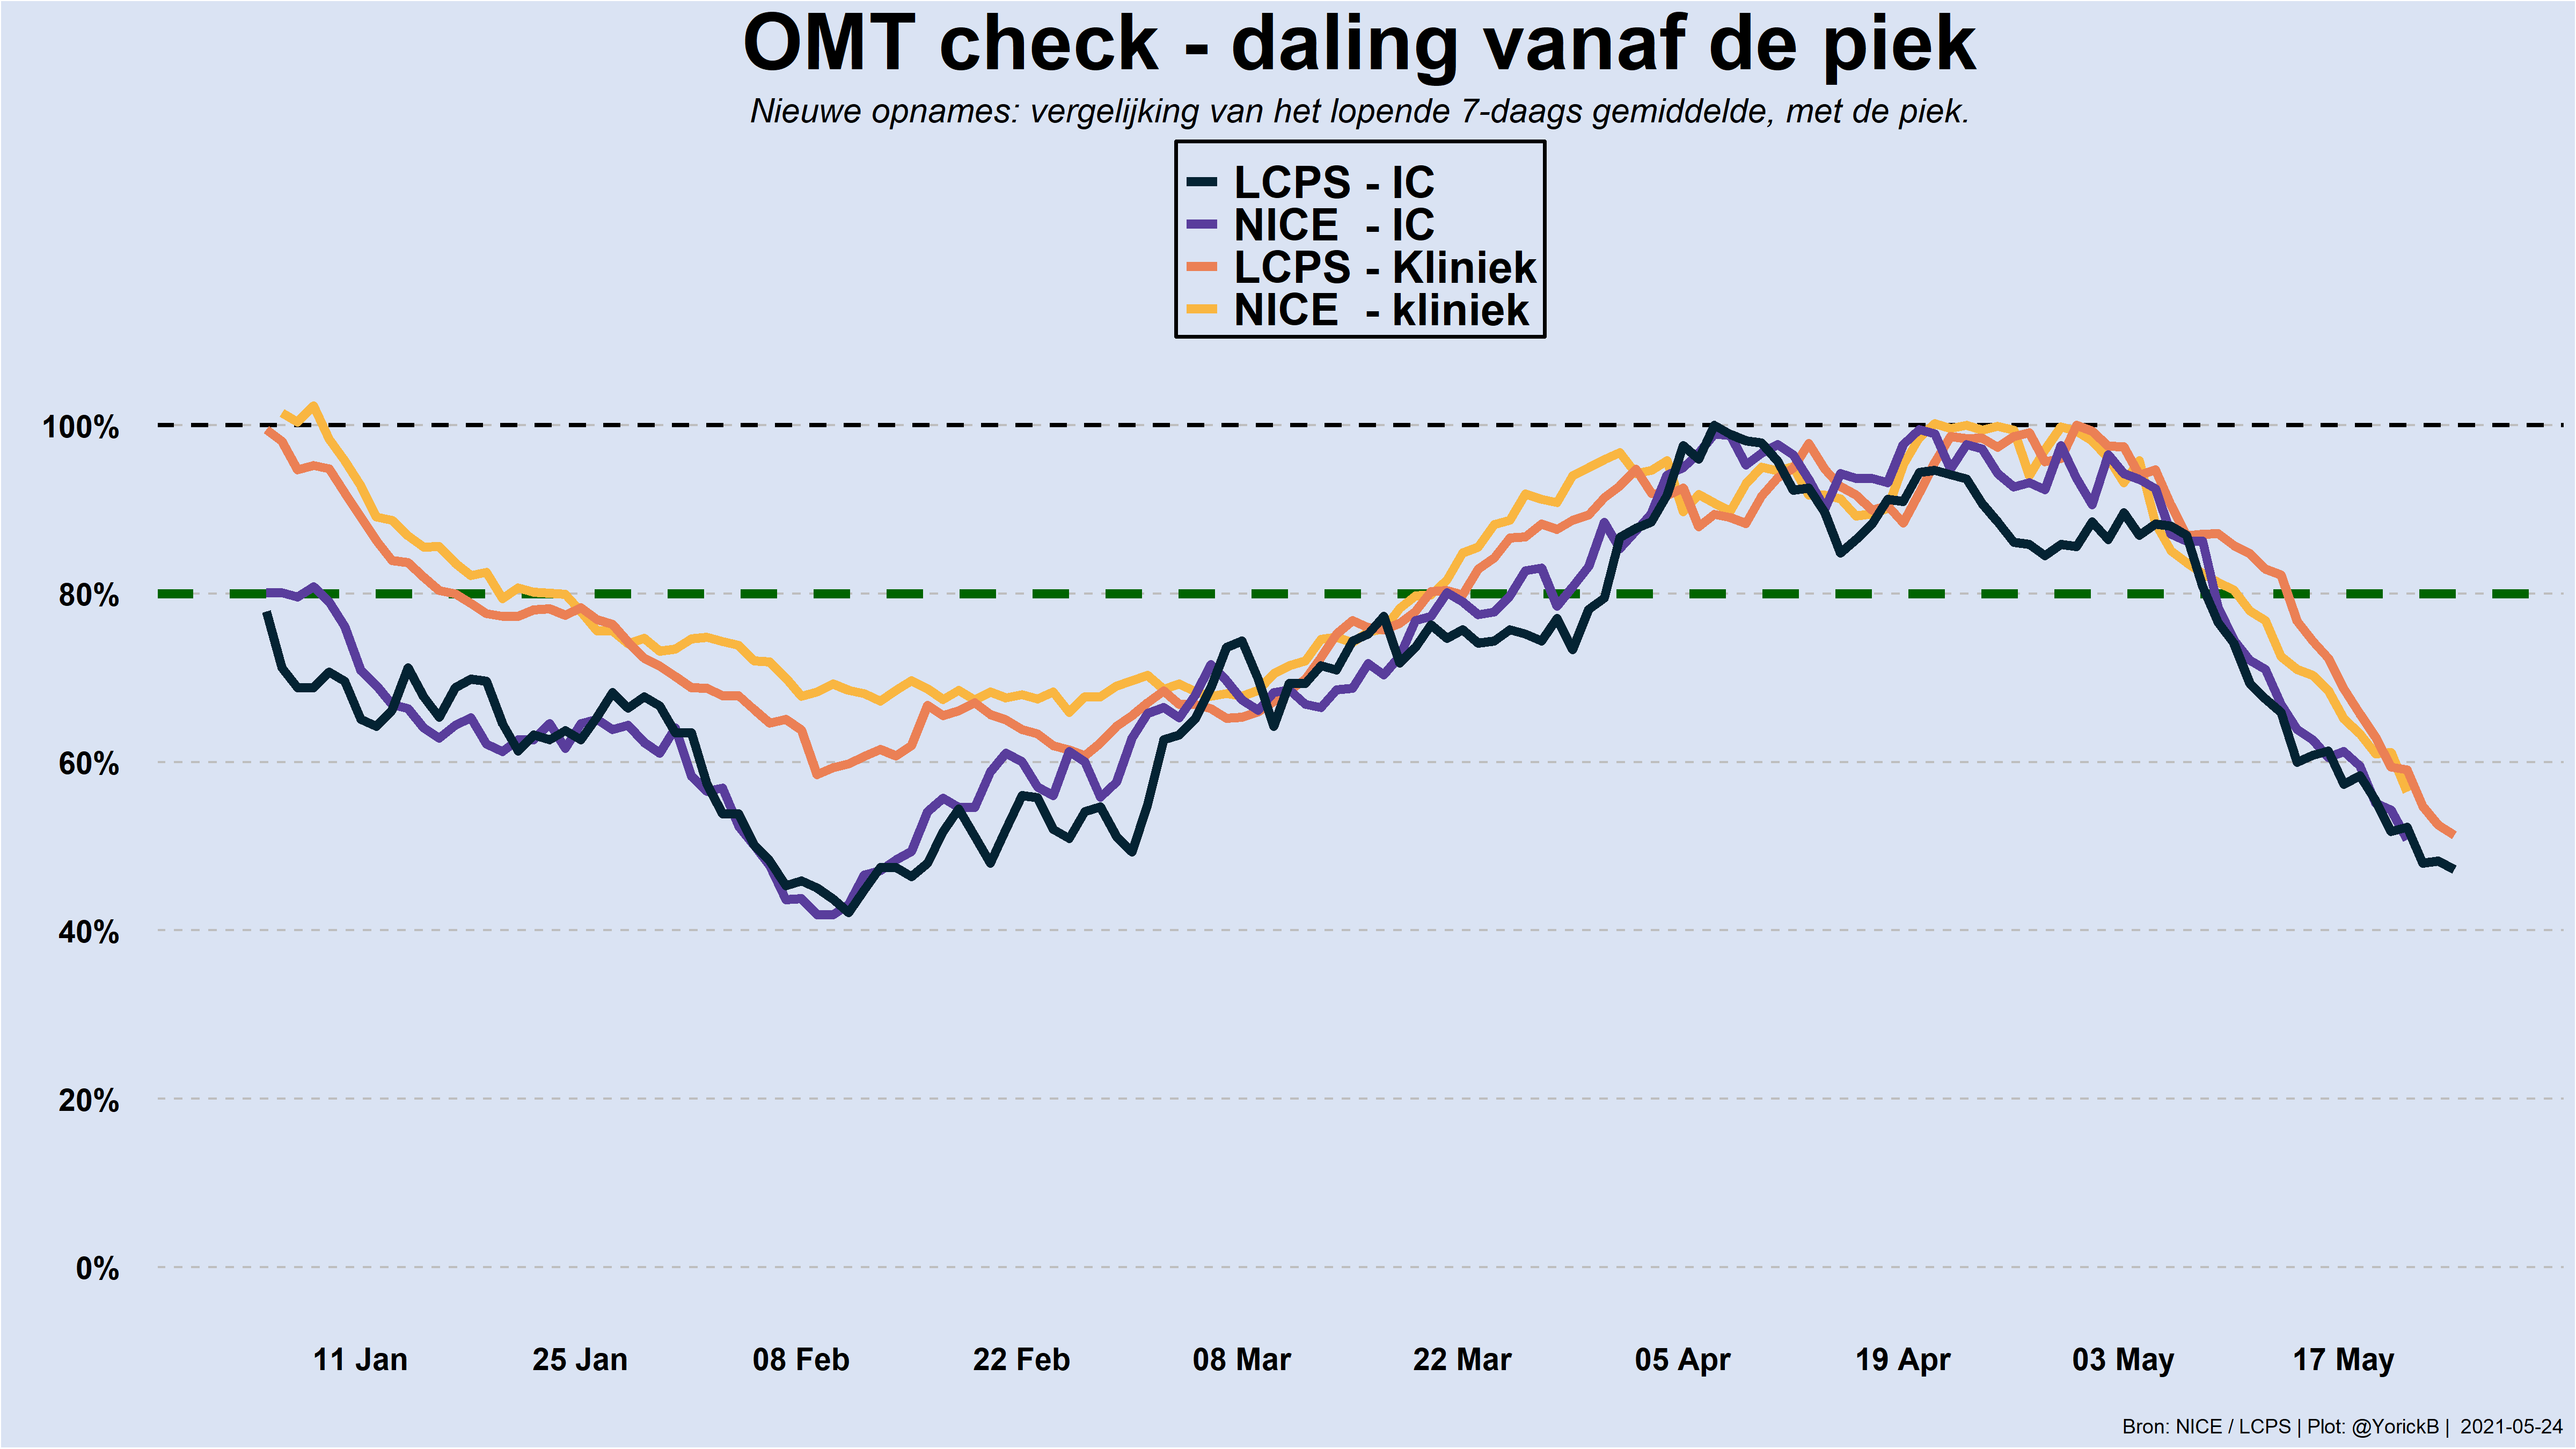 OMT check - daling vanaf de piek
Nieuwe opnames: vergelijking van het lopende 7-daags gemiddelde, met de piek.
LCPS - IC
NICE - IC
LCPS - Kliniek
NICE - kliniek
100%
80%
60%
40%
20%
0%
11 Jan 25 Jan 08 Feb 22 Feb 08 Mar 22 Mar 05 Apr 19 Apr 03 May 17 May
Bron: NICE / LCPS | Plot: @YorickB | 2021-05-24